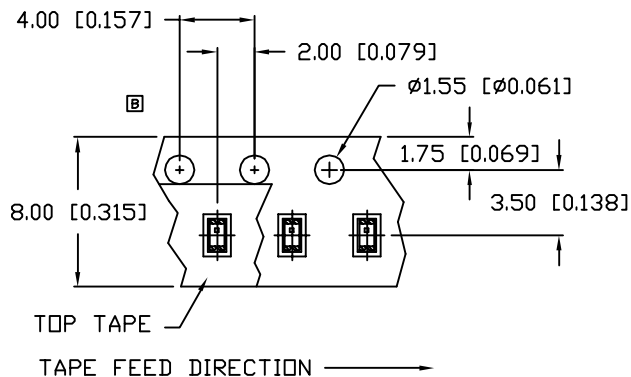 4.00 [0.157]
2.00 [0.079]
ø1.55 [ø0.061]
B
1.75 [0.069]
8.00 [0.315]
3.50 [0.138]
TOP TAPE
TAPE FEED DIRECTION